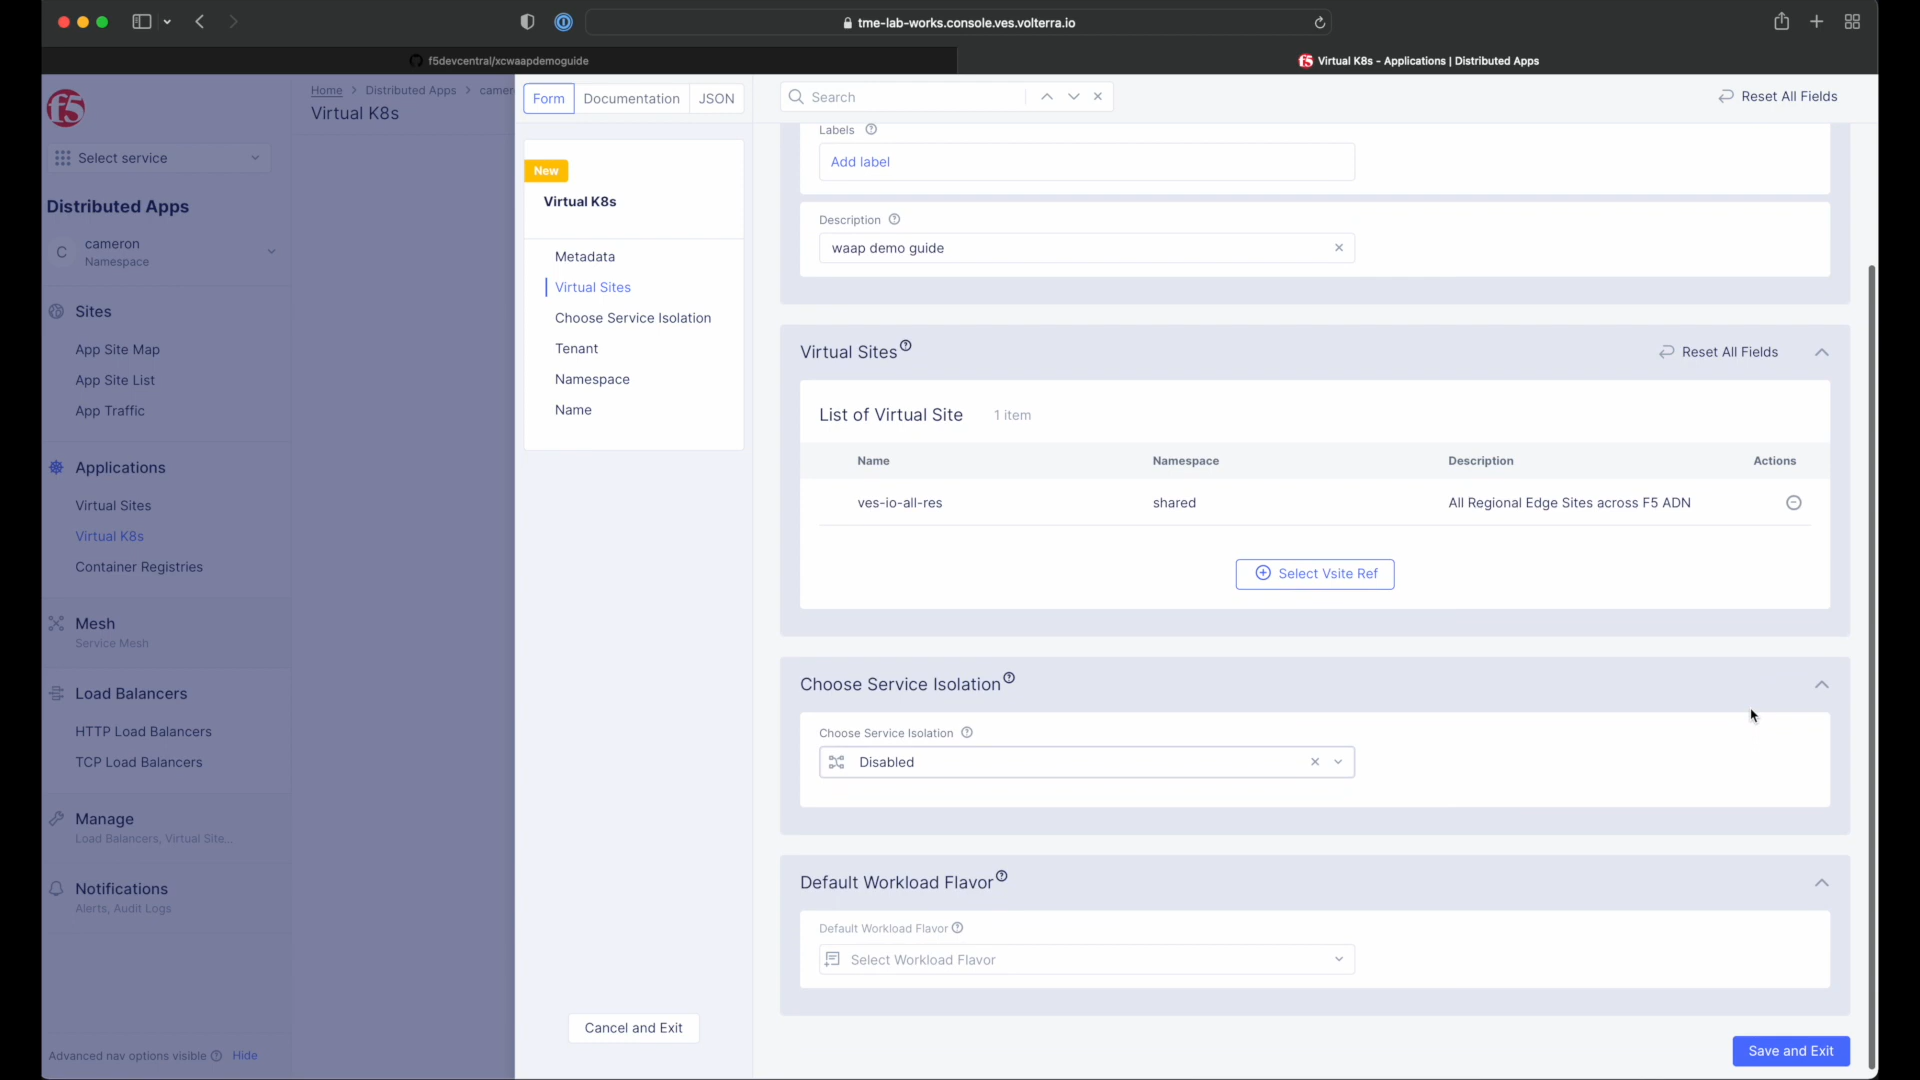 tme-lab-works.console.ves.volterra.io
f5devcentral/xcwaapdemoguide
Virtual K8s - Applications | Distributed Apps
f5
Select service
Distributed Apps
C
cameron
Namespace
Sites
App Site Map
App Site List
App Traffic
Applications
Virtual Sites
Virtual K8s
Container Registries
Mesh
Service Mesh
Load Balancers
HTTP Load Balancers
TCP Load Balancers
Manage
Load Balancers, Virtual Site...
Notifications
Alerts, Audit Logs
Advanced nav options visible Hide
Home > Distributed Apps > camer
Virtual K8s
Form
Documentation
JSON
New
Virtual K8s
Metadata
Virtual Sites
Choose Service Isolation
Tenant
Namespace
Name
Cancel and Exit
Search
Reset All Fields
Labels
Add label
Description
waap demo guide
Virtual Sites
Reset All Fields
List of Virtual Site 1 item
Name Namespace Description Actions
ves-io-all-res shared All Regional Edge Sites across F5 ADN
Select Vsite Ref
Choose Service Isolation
Choose Service Isolation
Disabled
Default Workload Flavor
Default Workload Flavor
Select Workload Flavor
Save and Exit